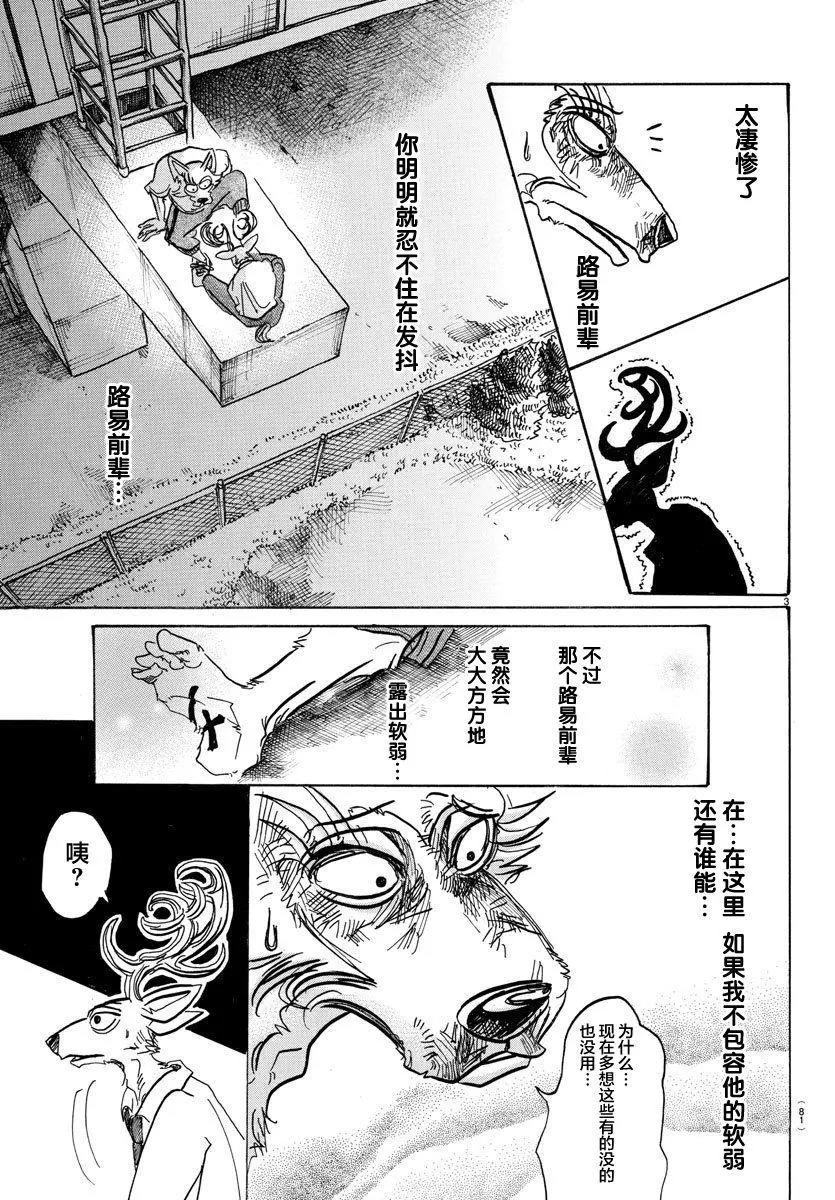 太凄惨了
路易前辈
你明明就忍不住在发抖
路易前辈…
3
不过
那个路易前辈
竟然会
大大方方地
露出软弱…
在…在这里
还有谁能…
如果我不包容他的软弱
为什么…
现在多想这些有的没的
也没用…
咦?
(81)